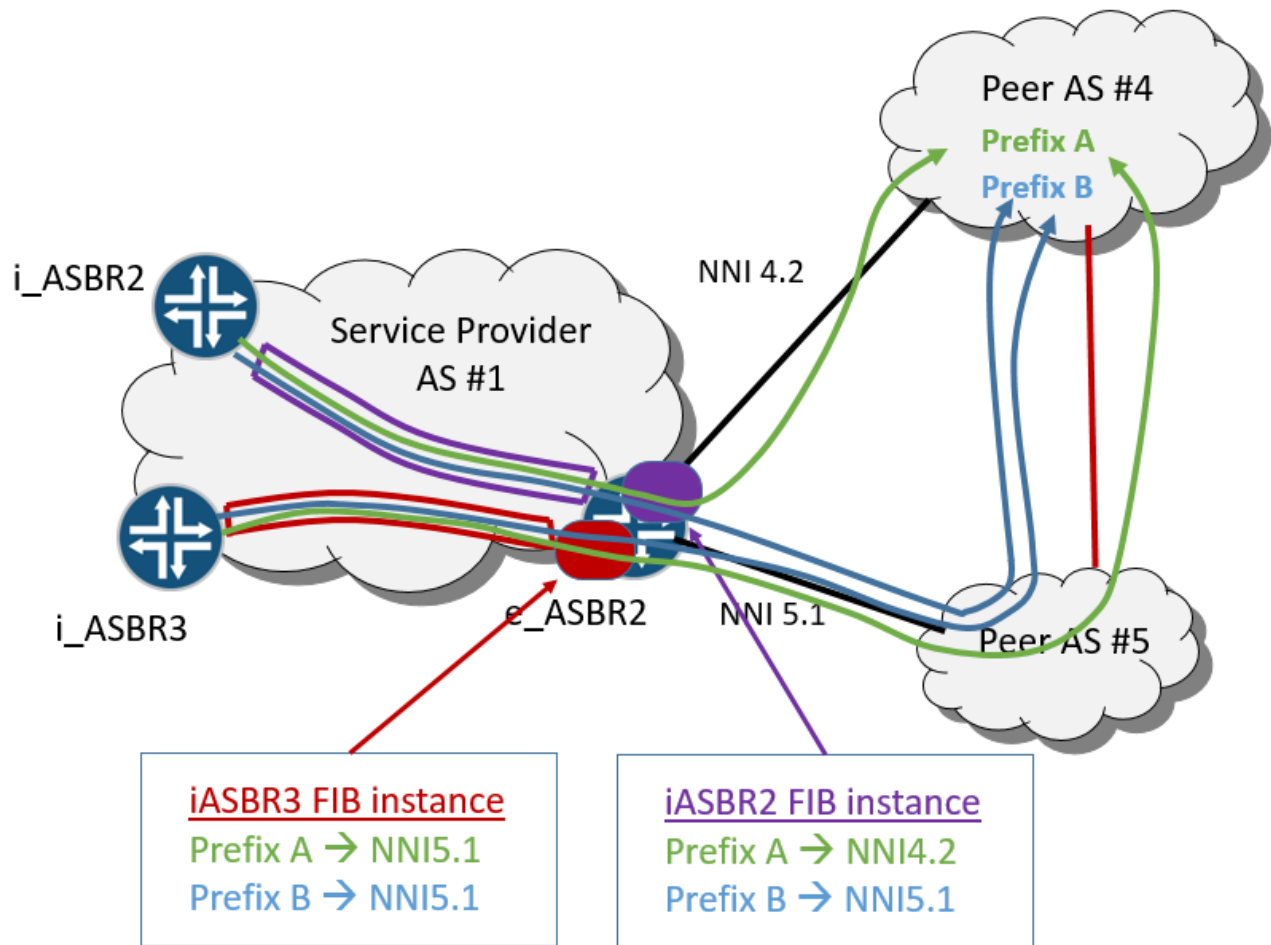 Peer AS #4
Prefix A
Prefix B
i_ASBR2
NNI 4.2
Service Provider
AS #1
i_ASBR3
e_ASBR2
NNI 5.1
Peer AS #5
iASBR3 FIB instance
Prefix A → NNI5.1
Prefix B → NNI5.1
iASBR2 FIB instance
Prefix A → NNI4.2
Prefix B → NNI5.1